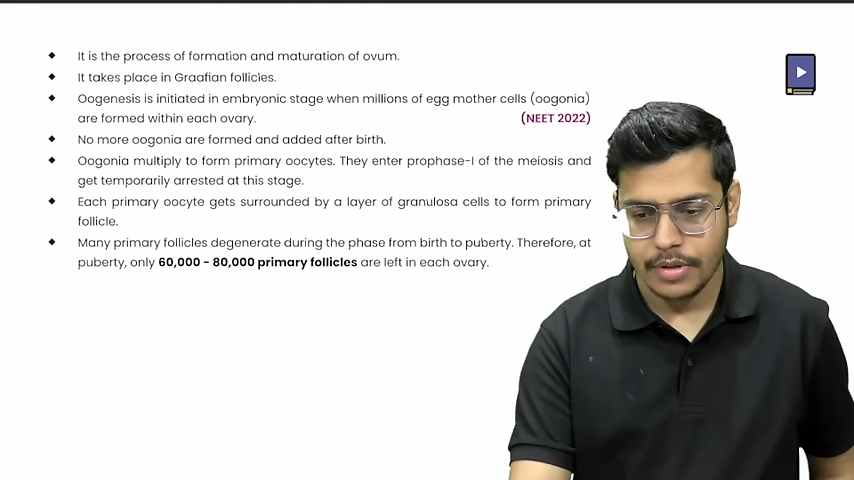 It is the process of formation and maturation of ovum.
It takes place in Graafian follicles.
Oogenesis is initiated in embryonic stage when millions of egg mother cells (oogonia)
are formed within each ovary. (NEET 2022)
No more oogonia are formed and added after birth.
Oogonia multiply to form primary oocytes. They enter prophase-I of the meiosis and
get temporarily arrested at this stage.
Each primary oocyte gets surrounded by a layer of granulosa cells to form primary
follicle.
Many primary follicles degenerate during the phase from birth to puberty. Therefore, at
puberty, only 60,000 - 80,000 primary follicles are left in each ovary.